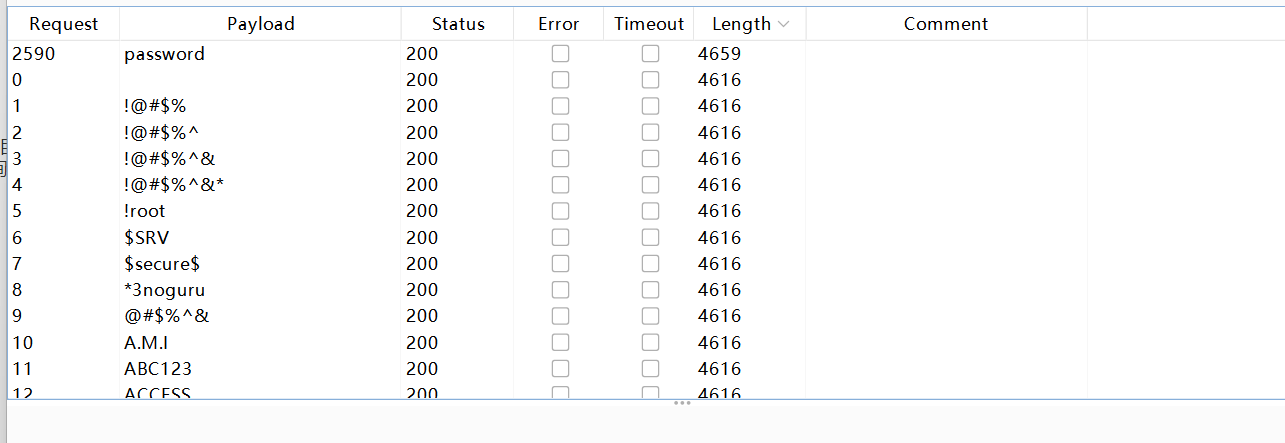 Request Payload Status Error Timeout Length Comment
2590 password 200 4659
0 200 4616
1 !@#$% 200 4616
2 !@#$%^ 200 4616
3 !@#$%^& 200 4616
4 !@#$%^&* 200 4616
5 !root 200 4616
6 $SRV 200 4616
7 $secure$ 200 4616
8 *3noguru 200 4616
9 @#$%^& 200 4616
10 A.M.I 200 4616
11 ABC123 200 4616
12 ACCESS 200 4616